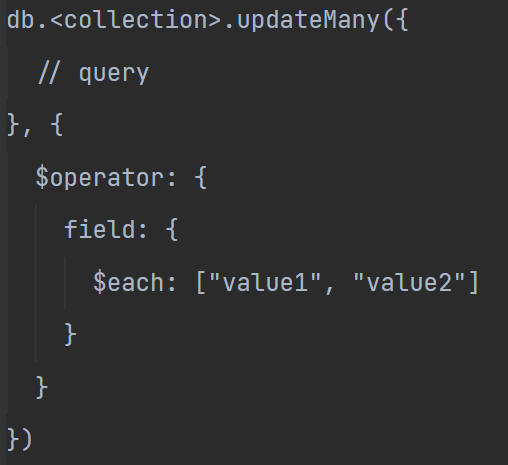 db.<collection>.updateMany({
  // query
}, {
  $operator: {
    field: {
      $each: ["value1", "value2"]
    }
  }
})